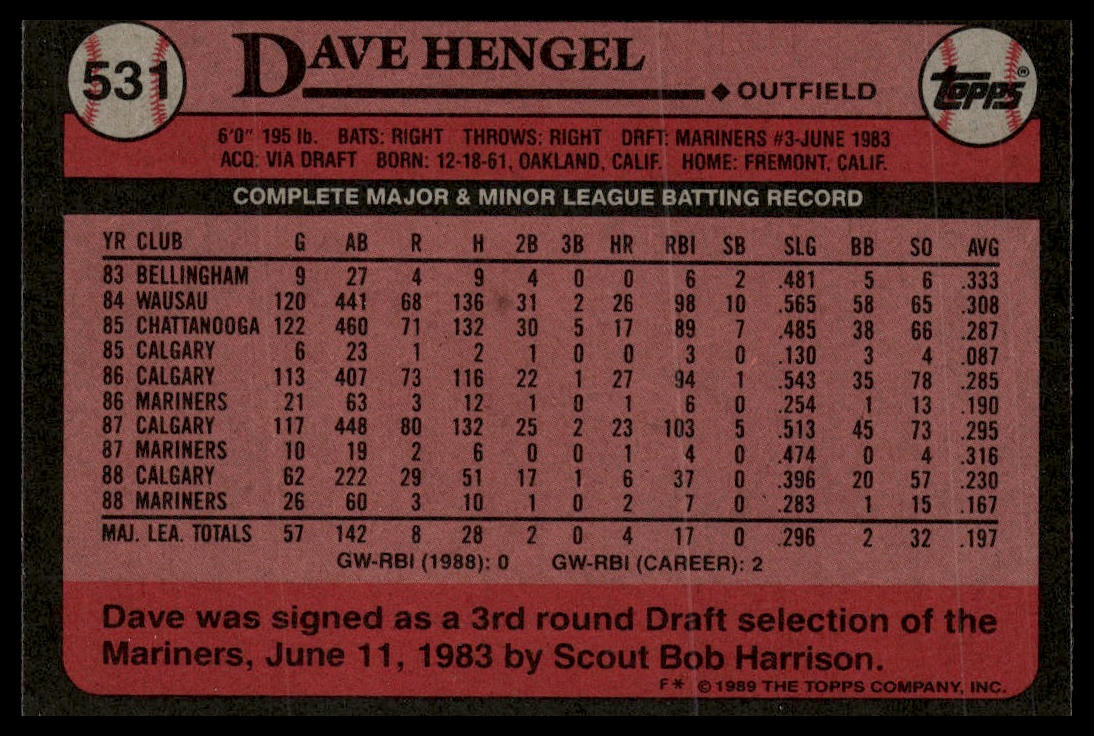 531
DAVE HENGEL
◆ OUTFIELD
TOPPS®
6'0" 195 lb. BATS: RIGHT THROWS: RIGHT DRFT: MARINERS #3-JUNE 1983
ACQ: VIA DRAFT BORN: 12-18-61, OAKLAND, CALIF. HOME: FREMONT, CALIF.
COMPLETE MAJOR & MINOR LEAGUE BATTING RECORD
YR CLUB G AB R H 2B 3B HR RBI SB SLG BB SO AVG
83 BELLINGHAM 9 27 4 9 4 0 0 6 2 .481 5 6 .333
84 WAUSAU 120 441 68 136 31 2 26 98 10 .565 58 65 .308
85 CHATTANOOGA 122 460 71 132 30 5 17 89 7 .485 38 66 .287
85 CALGARY 6 23 1 2 1 0 0 3 0 .130 3 4 .087
86 CALGARY 113 407 73 116 22 1 27 94 1 .543 35 78 .285
86 MARINERS 21 63 3 12 1 0 1 6 0 .254 1 13 .190
87 CALGARY 117 448 80 132 25 2 23 103 5 .513 45 73 .295
87 MARINERS 10 19 2 6 0 0 1 4 0 .474 0 4 .316
88 CALGARY 62 222 29 51 17 1 6 37 0 .396 20 57 .230
88 MARINERS 26 60 3 10 1 0 2 7 0 .283 1 15 .167
MAJ. LEA. TOTALS 57 142 8 28 2 0 4 17 0 .296 2 32 .197
GW-RBI (1988): 0 GW-RBI (CAREER): 2
Dave was signed as a 3rd round Draft selection of the
Mariners, June 11, 1983 by Scout Bob Harrison.
F* © 1989 THE TOPPS COMPANY, INC.